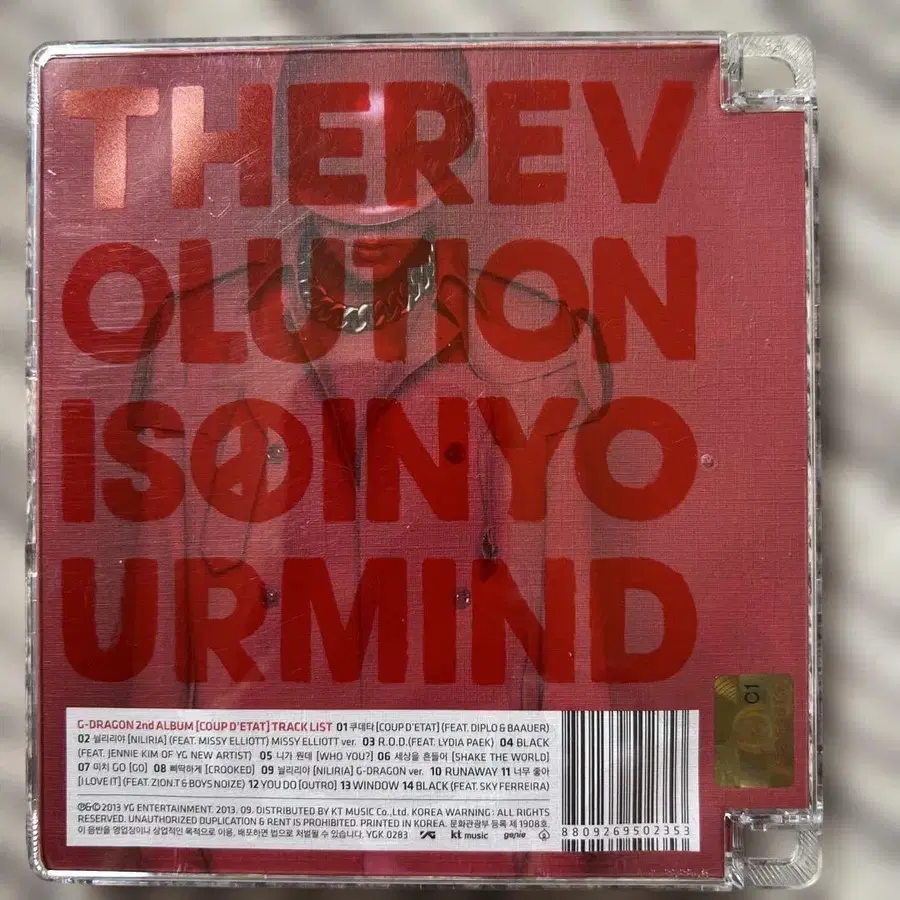 THEREV
OLUTION
ISINYO
URMIND
G-DRAGON 2nd ALBUM [COUP D'ETAT] TRACK LIST 01 쿠데타 [COUP D'ETAT] (FEAT. DIPLO & BAAUER)
02 늴리리야 [NILIRIA] (FEAT. MISSY ELLIOTT) MISSY ELLIOTT ver. 03 R.O.D.(FEAT. LYDIA PAEK) 04 BLACK
(FEAT. JENNIE KIM OF YG NEW ARTIST) 05 니가 뭔데 [WHO YOU?] 06 세상을 흔들어 [SHAKE THE WORLD]
07 미치 GO [GO] 08 삐딱하게 [CROOKED] 09 늴리리야 [NILIRIA] G-DRAGON ver. 10 RUNAWAY 11 너무 좋아
[I LOVE IT] (FEAT. ZION.T & BOYS NOIZE) 12 YOU DO [OUTRO] 13 WINDOW 14 BLACK (FEAT. SKY FERREIRA)
℗&© 2013 YG ENTERTAINMENT. 2013. 09. DISTRIBUTED BY KT MUSIC Co.,Ltd. KOREA WARNING: ALL RIGHTS
RESERVED. UNAUTHORIZED DUPLICATION & RENT IS PROHIBITED. PRINTED IN KOREA. 문화관광부 등록 제 1908호.
이 음반을 영업장이나 상업적인 목적으로 이용, 배포하면 법으로 처벌될 수 있습니다. YGK 0283 YG kt music genie
8809269502353
C1